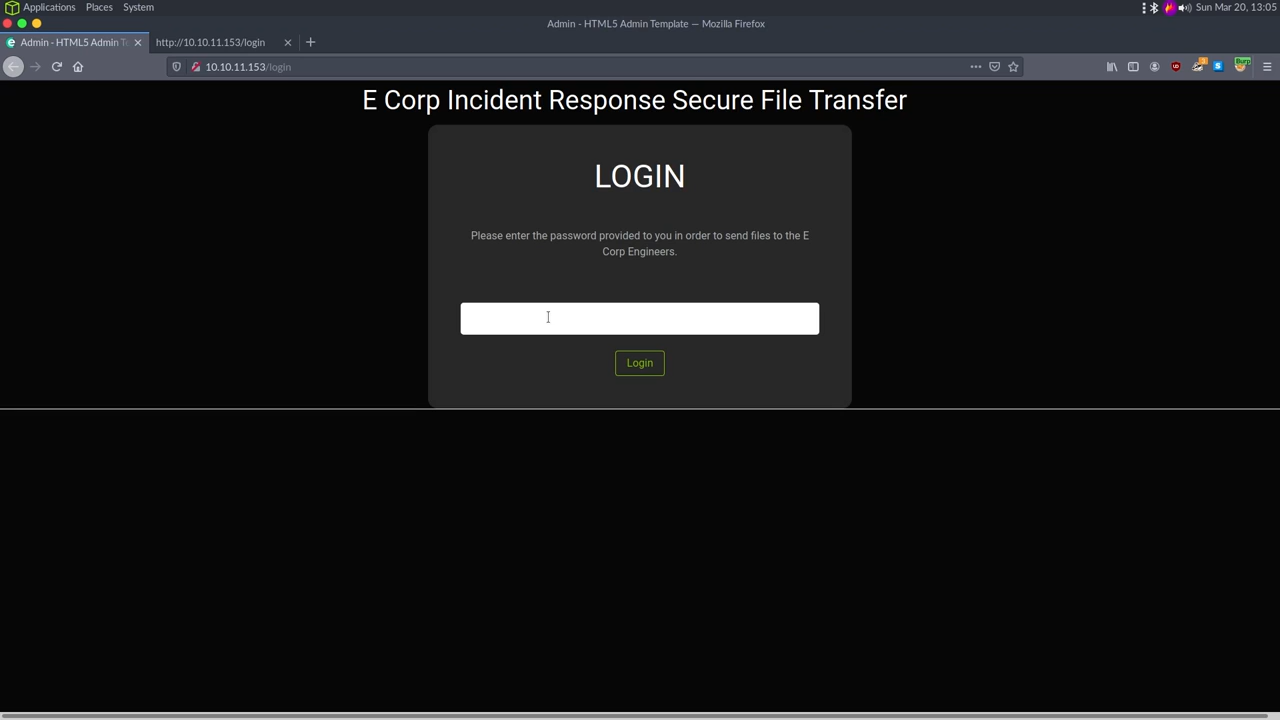 Applications Places System Sun Mar 20, 13:05
Admin - HTML5 Admin Template — Mozilla Firefox
Admin - HTML5 Admin T http://10.10.11.153/login
10.10.11.153/login
E Corp Incident Response Secure File Transfer
LOGIN
Please enter the password provided to you in order to send files to the E
Corp Engineers.
Login